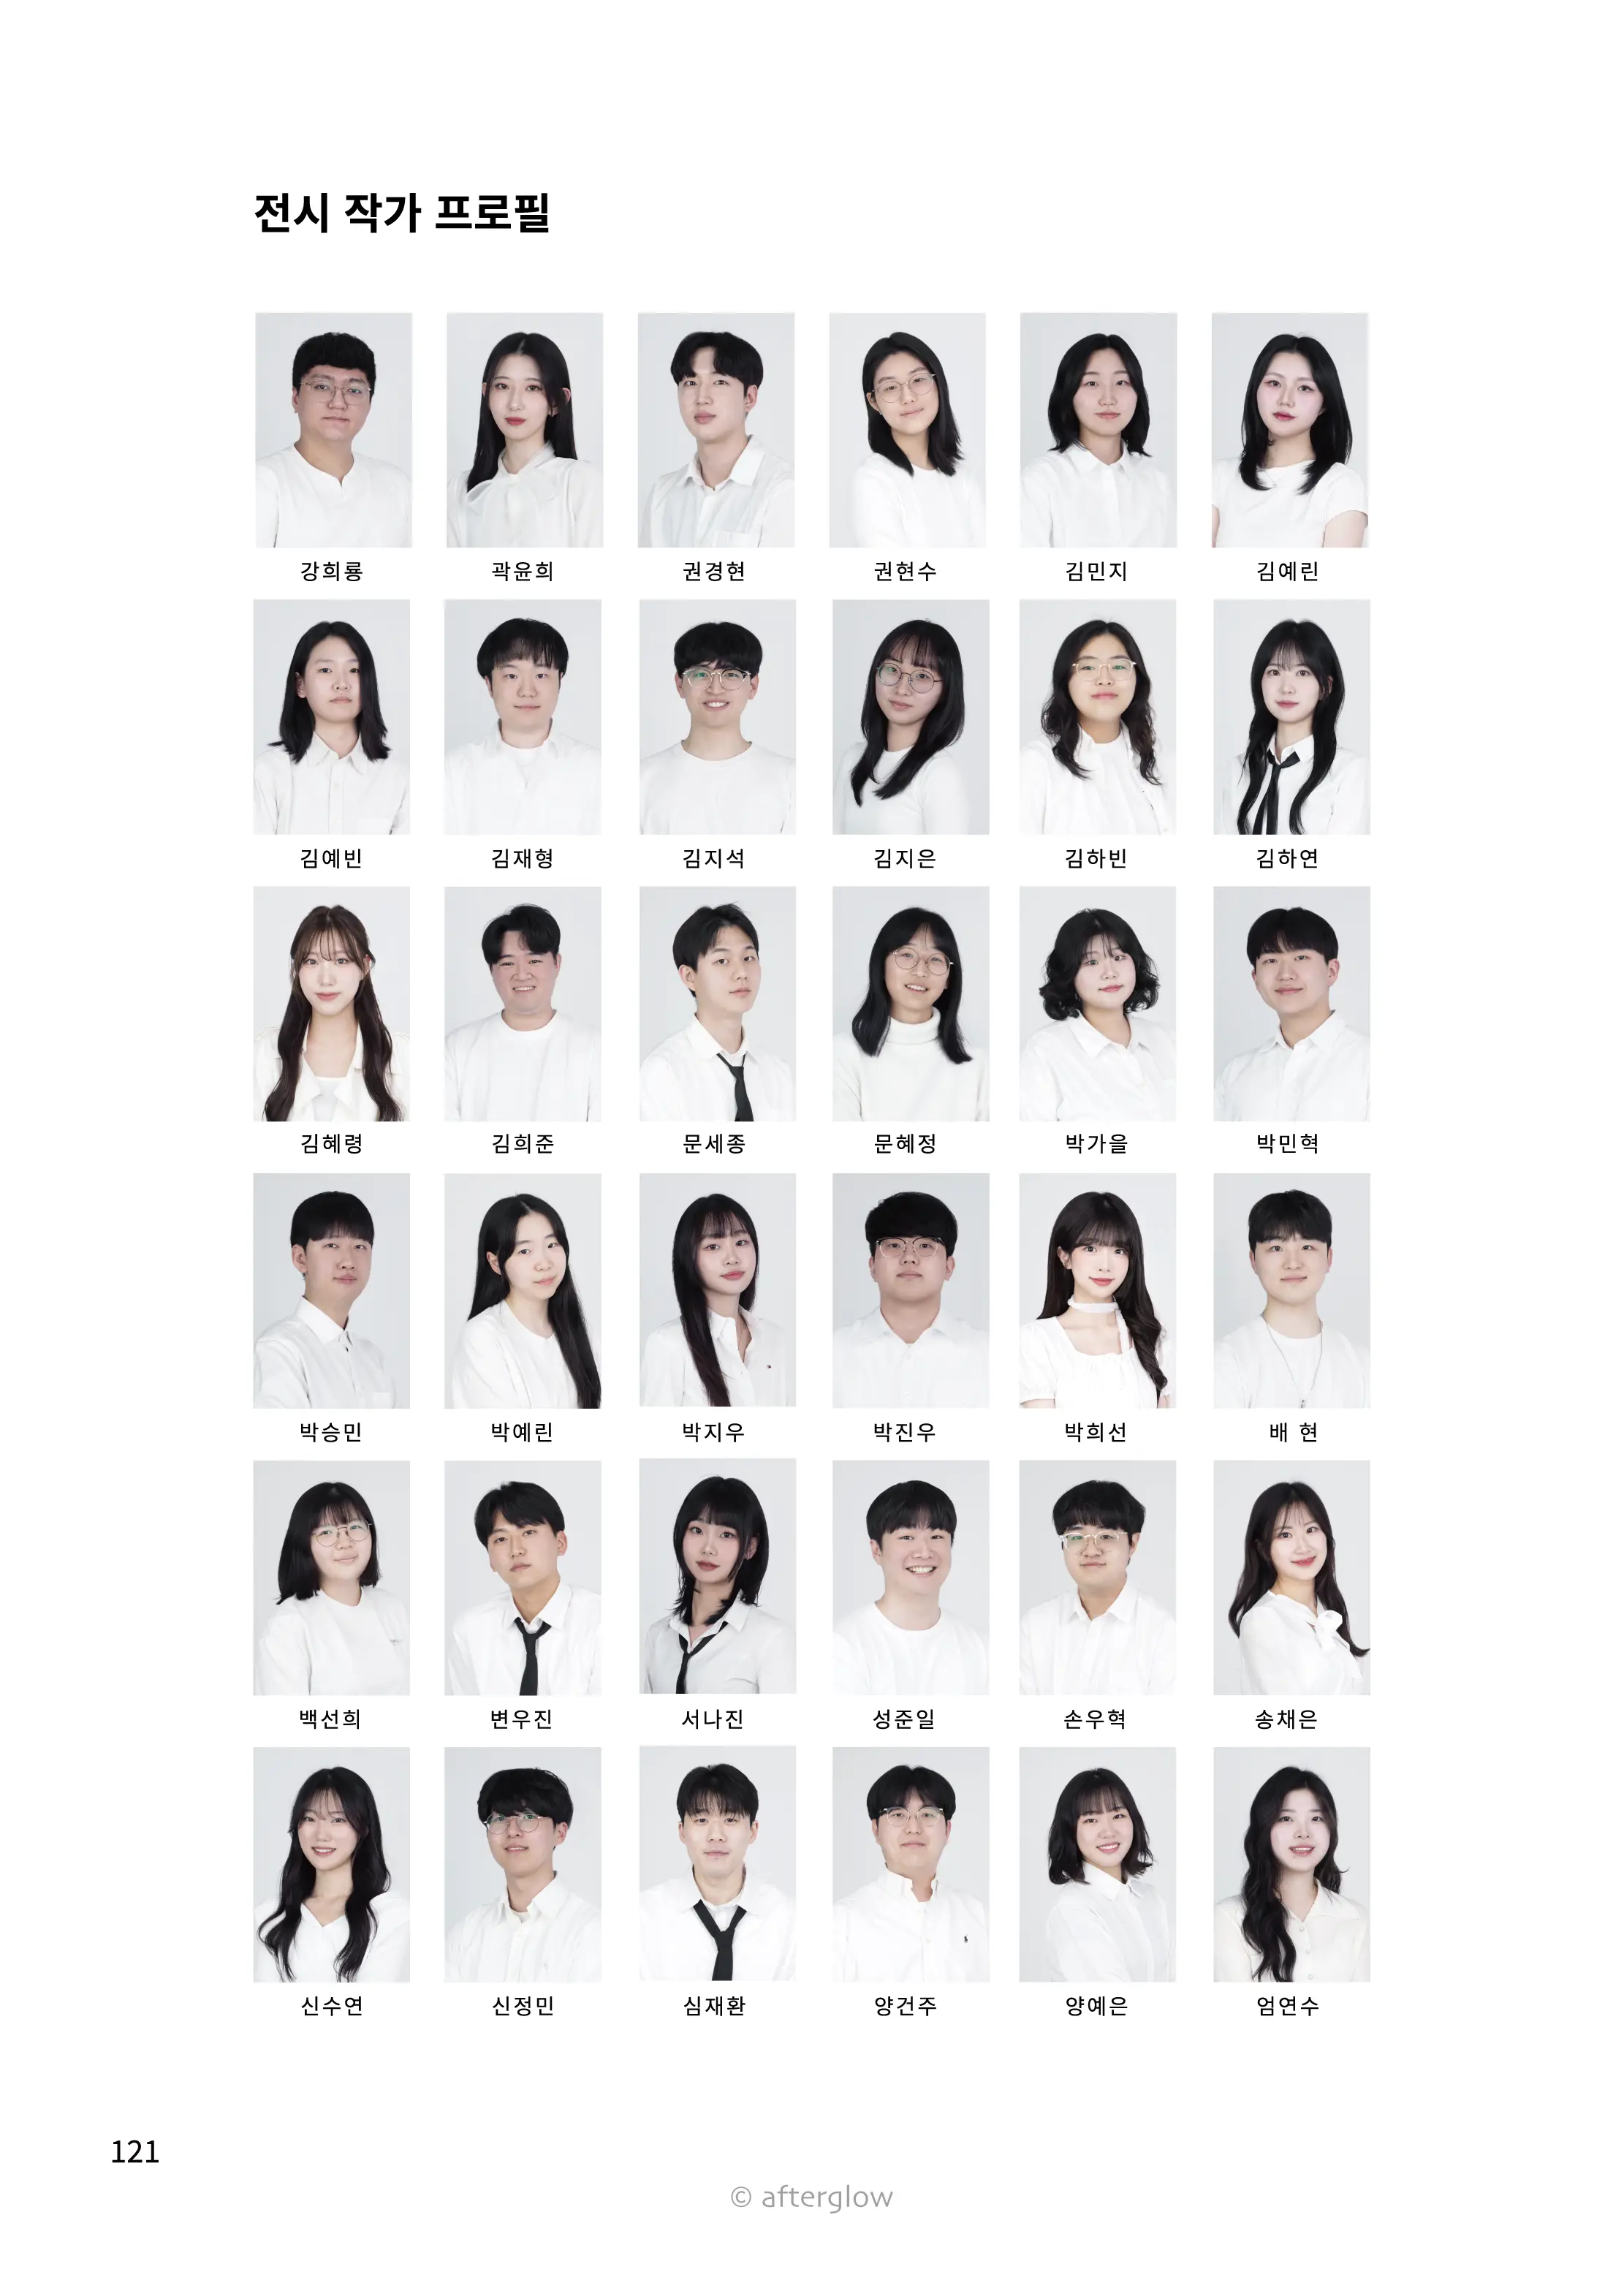 전시 작가 프로필
강희룡 곽윤희 권경현 권현수 김민지 김예린
김예빈 김재형 김지석 김지은 김하빈 김하연
김혜령 김희준 문세종 문혜정 박가을 박민혁
박승민 박예린 박지우 박진우 박희선 배 현
백선희 변우진 서나진 성준일 손우혁 송채은
신수연 신정민 심재환 양건주 양예은 엄연수
121
© afterglow